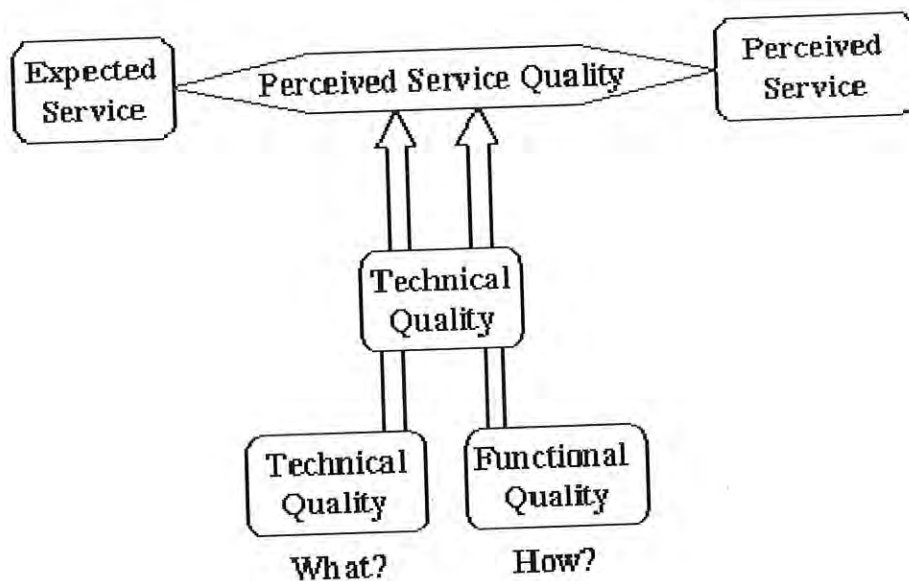 Expected
Service
Perceived Service Quality
Perceived
Service
Technical
Quality
Technical
Quality
Functional
Quality
What?
How?